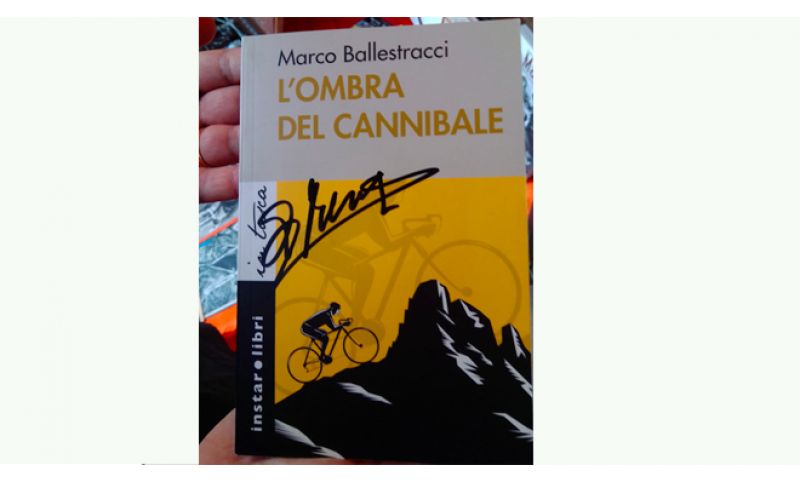 Marco Ballestracci
L'OMBRA
DEL CANNIBALE
in tasca
instar libri